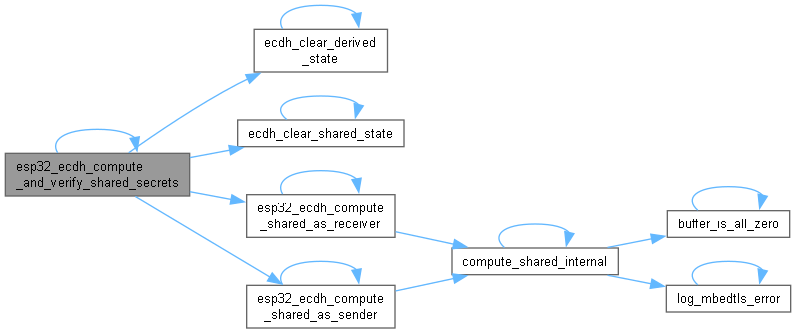 ecdh_clear_derived
_state
ecdh_clear_shared_state
esp32_ecdh_compute
_and_verify_shared_secrets
esp32_ecdh_compute
_shared_as_receiver
esp32_ecdh_compute
_shared_as_sender
compute_shared_internal
buffer_is_all_zero
log_mbedtls_error